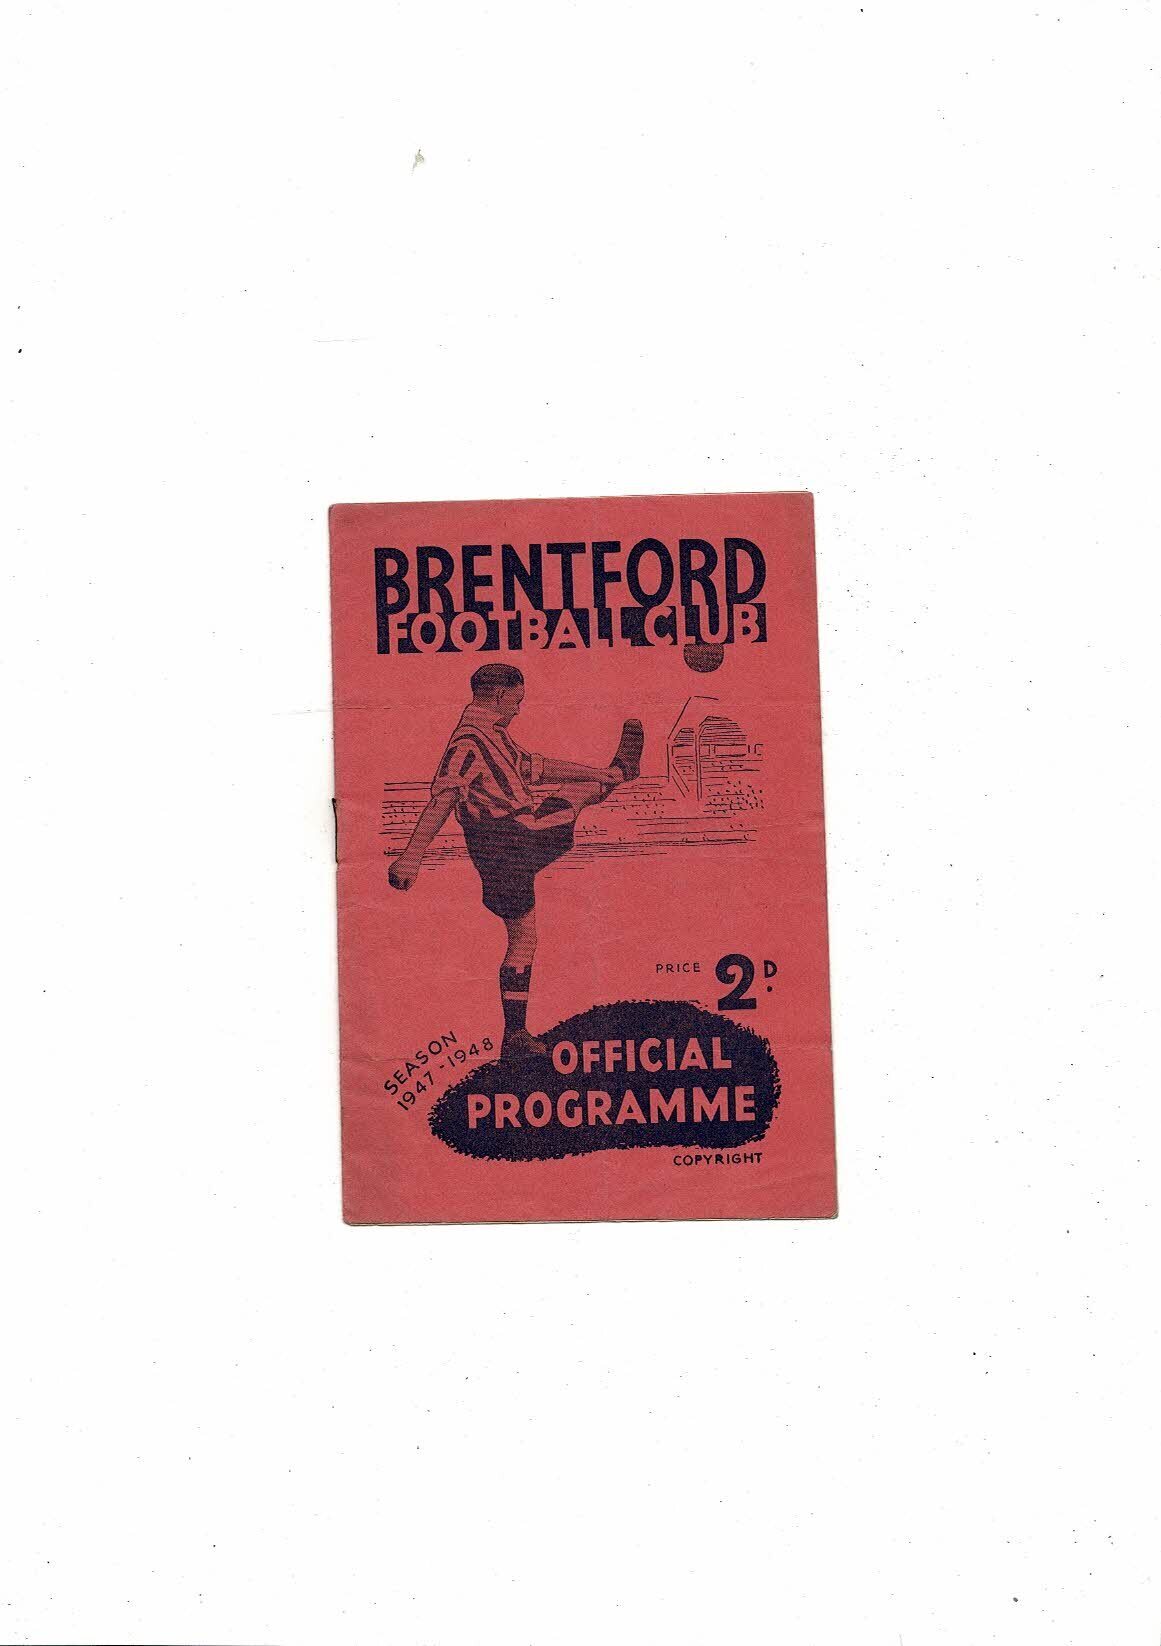 BRENTFORD
FOOTBALL CLUB
PRICE 2D.
SEASON
1947-1948
OFFICIAL
PROGRAMME
COPYRIGHT